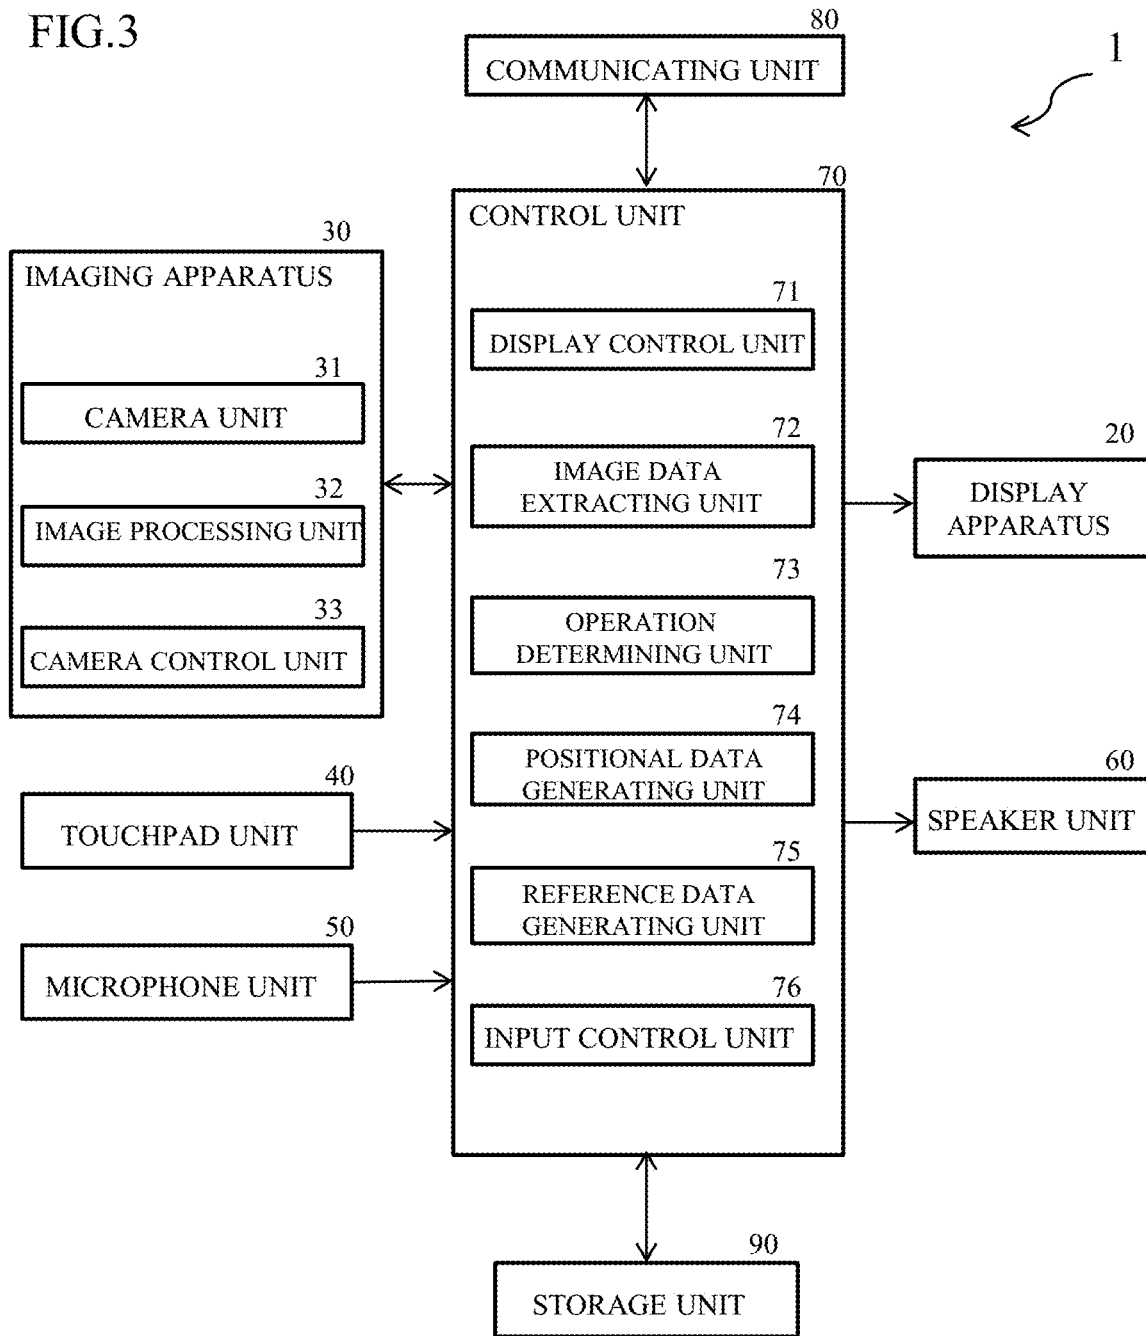 FIG.3
80
COMMUNICATING UNIT
1
70
CONTROL UNIT
30
IMAGING APPARATUS
31
CAMERA UNIT
32
IMAGE PROCESSING UNIT
33
CAMERA CONTROL UNIT
40
TOUCHPAD UNIT
50
MICROPHONE UNIT
71
DISPLAY CONTROL UNIT
72
IMAGE DATA
EXTRACTING UNIT
73
OPERATION
DETERMINING UNIT
74
POSITIONAL DATA
GENERATING UNIT
75
REFERENCE DATA
GENERATING UNIT
76
INPUT CONTROL UNIT
20
DISPLAY
APPARATUS
60
SPEAKER UNIT
90
STORAGE UNIT